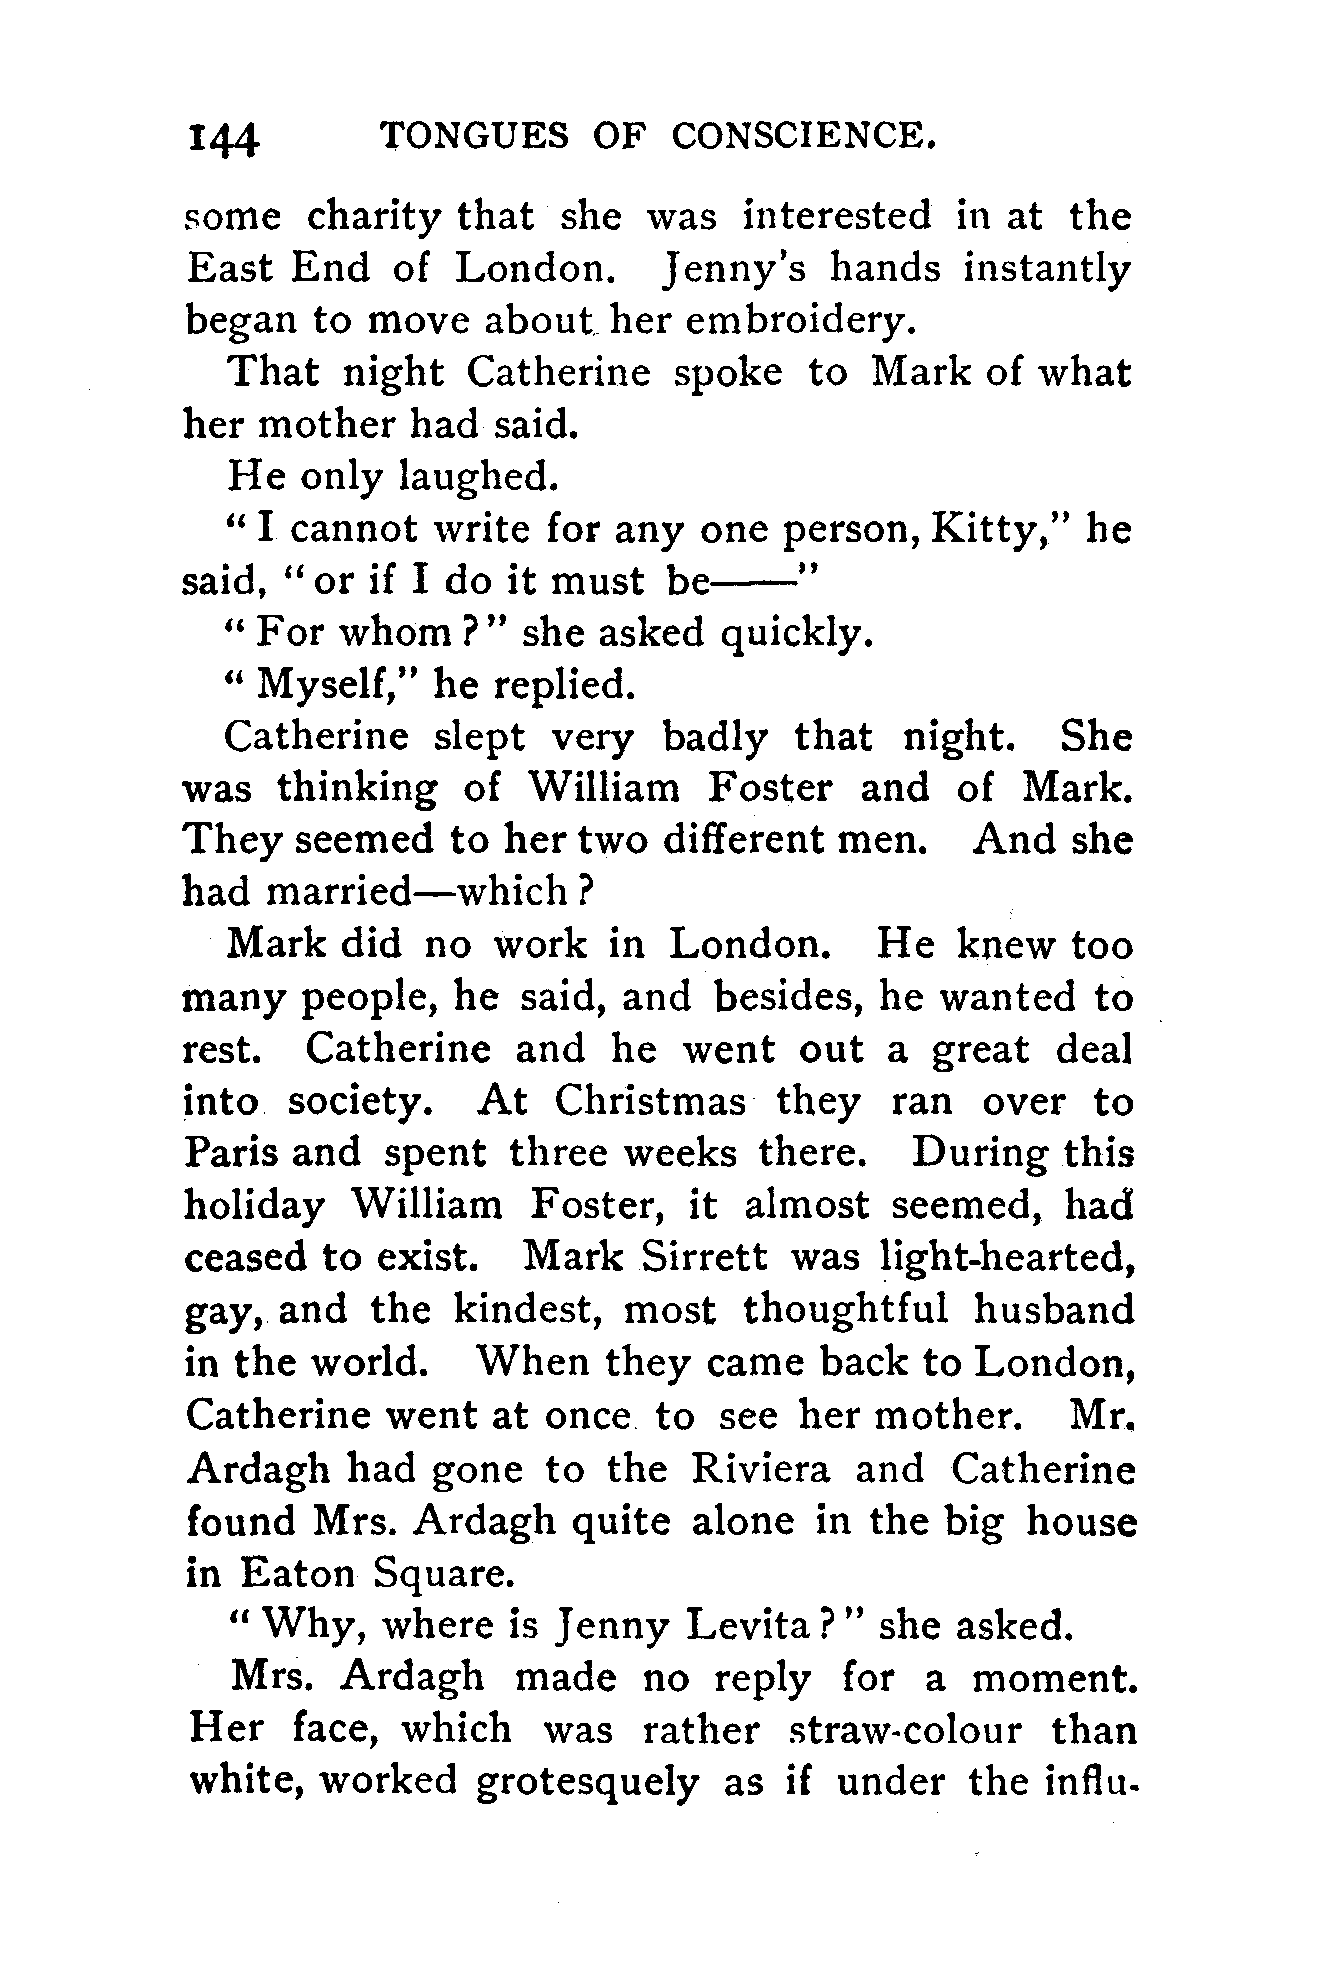 144 TONGUES OF CONSCIENCE.
some charity that she was interested in at the
East End of London. Jenny's hands instantly
began to move about her embroidery.
That night Catherine spoke to Mark of what
her mother had said.
He only laughed.
"I cannot write for any one person, Kitty," he
said, "or if I do it must be——"
"For whom?" she asked quickly.
"Myself," he replied.
Catherine slept very badly that night. She
was thinking of William Foster and of Mark.
They seemed to her two different men. And she
had married—which?
Mark did no work in London. He knew too
many people, he said, and besides, he wanted to
rest. Catherine and he went out a great deal
into society. At Christmas they ran over to
Paris and spent three weeks there. During this
holiday William Foster, it almost seemed, had
ceased to exist. Mark Sirrett was light-hearted,
gay, and the kindest, most thoughtful husband
in the world. When they came back to London,
Catherine went at once to see her mother. Mr.
Ardagh had gone to the Riviera and Catherine
found Mrs. Ardagh quite alone in the big house
in Eaton Square.
"Why, where is Jenny Levita?" she asked.
Mrs. Ardagh made no reply for a moment.
Her face, which was rather straw-colour than
white, worked grotesquely as if under the influ-